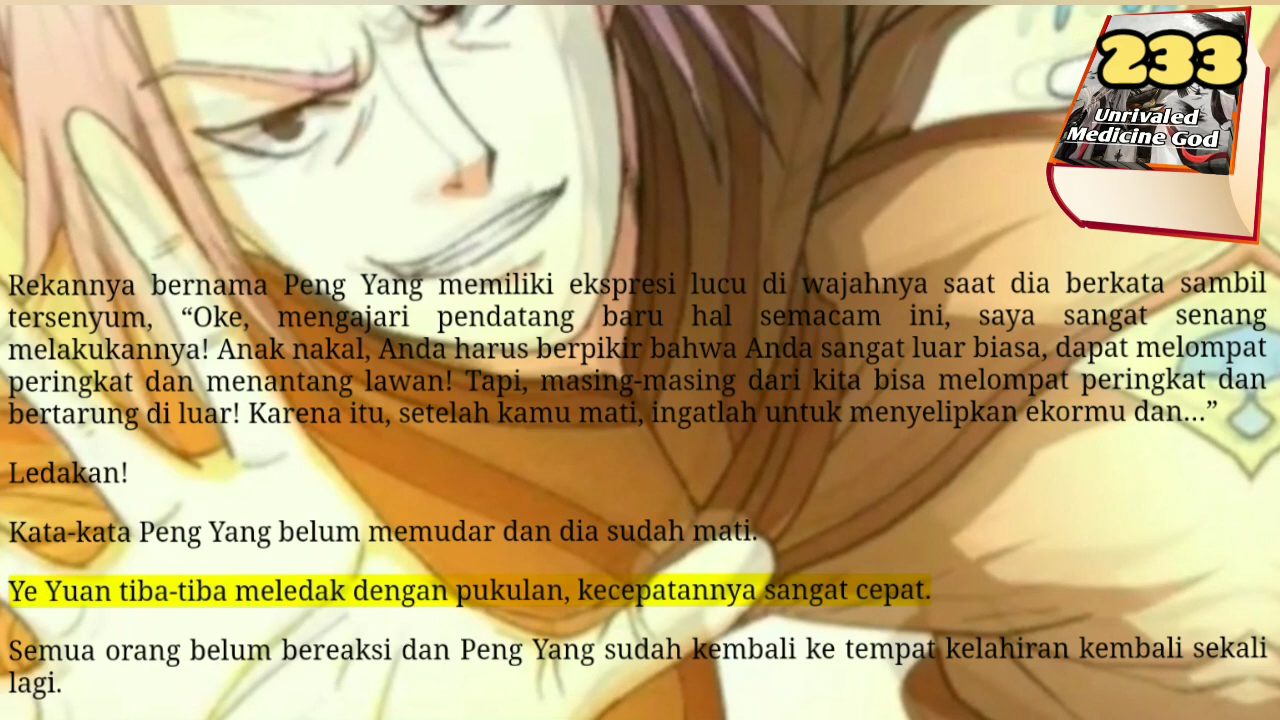 233
Unrivaled
Medicine God
Rekannya bernama Peng Yang memiliki ekspresi lucu di wajahnya saat dia berkata sambil
tersenyum, “Oke, mengajari pendatang baru hal semacam ini, saya sangat senang
melakukannya! Anak nakal, Anda harus berpikir bahwa Anda sangat luar biasa, dapat melompat
peringkat dan menantang lawan! Tapi, masing-masing dari kita bisa melompat peringkat dan
bertarung di luar! Karena itu, setelah kamu mati, ingatlah untuk menyelipkan ekormu dan...”
Ledakan!
Kata-kata Peng Yang belum memudar dan dia sudah mati.
Ye Yuan tiba-tiba meledak dengan pukulan, kecepatannya sangat cepat.
Semua orang belum bereaksi dan Peng Yang sudah kembali ke tempat kelahiran kembali sekali
lagi.